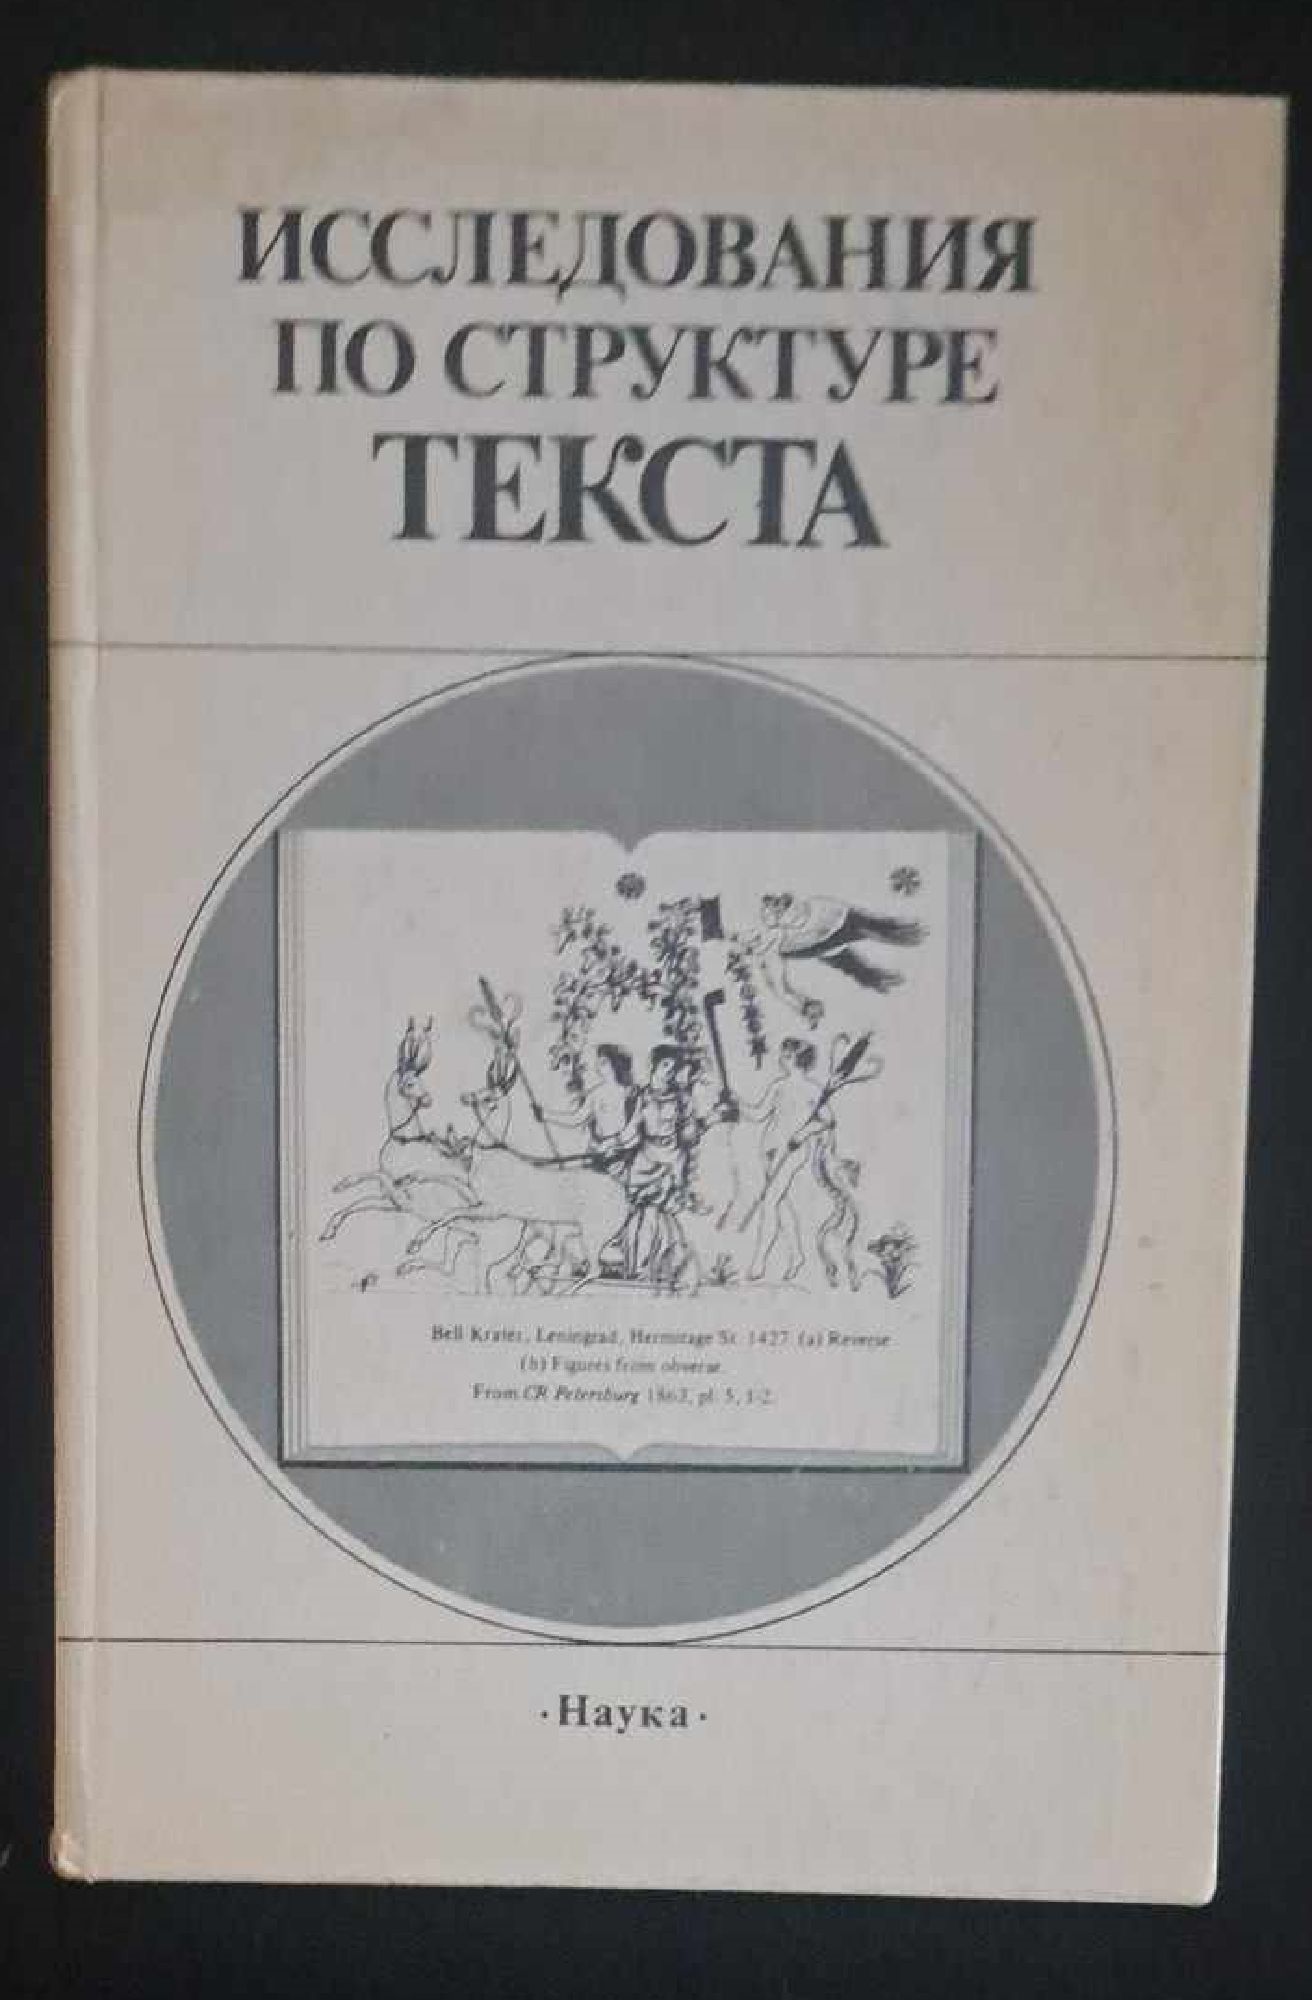 ИССЛЕДОВАНИЯ
ПО СТРУКТУРЕ
ТЕКСТА
Bell Krater, Leningrad, Hermitage St. 1427. (a) Reverse
(b) Figures from obverse.
From CR Petersburg 1863, pl. 5, 1-2.
·Наука·